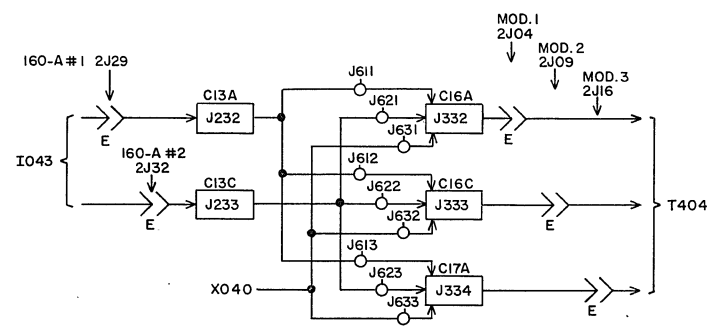 MOD. 1
2J04
MOD. 2
2J09
MOD. 3
2J16
160-A #1 2J29
J611
C13A
C16A
J232
J621
J332
J631
E
E
160-A #2
2J32
J612
I043
C13C
C16C
J233
J622
J333
T404
J632
E
E
J613
C17A
J623
X040
J334
J633
E